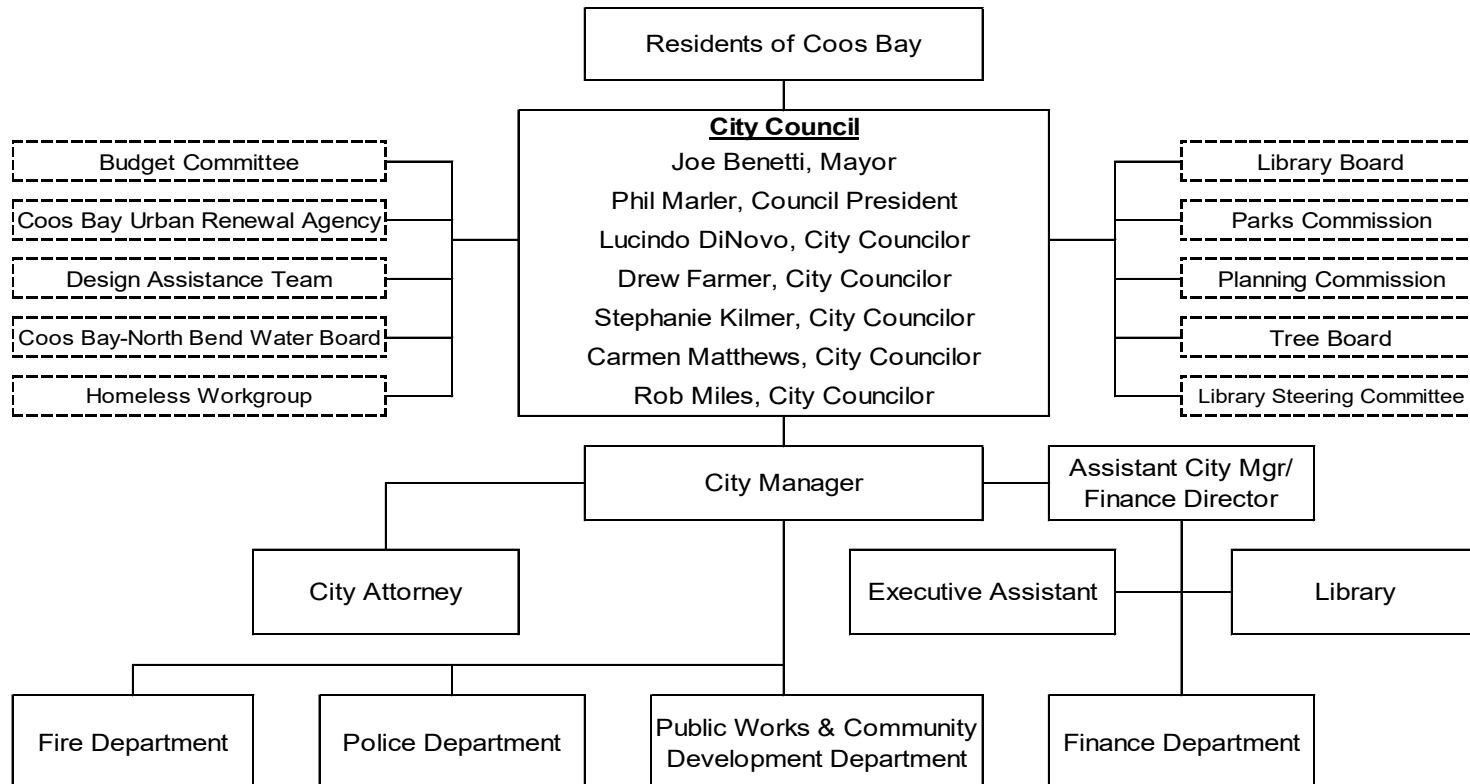 Residents of Coos Bay
City Council
Joe Benetti, Mayor
Phil Marler, Council President
Lucindo DiNovo, City Councilor
Drew Farmer, City Councilor
Stephanie Kilmer, City Councilor
Carmen Matthews, City Councilor
Rob Miles, City Councilor
Budget Committee
Coos Bay Urban Renewal Agency
Design Assistance Team
Coos Bay-North Bend Water Board
Homeless Workgroup
Library Board
Parks Commission
Planning Commission
Tree Board
Library Steering Committee
City Manager
Assistant City Mgr/
Finance Director
City Attorney
Executive Assistant
Library
Fire Department
Police Department
Public Works & Community
Development Department
Finance Department